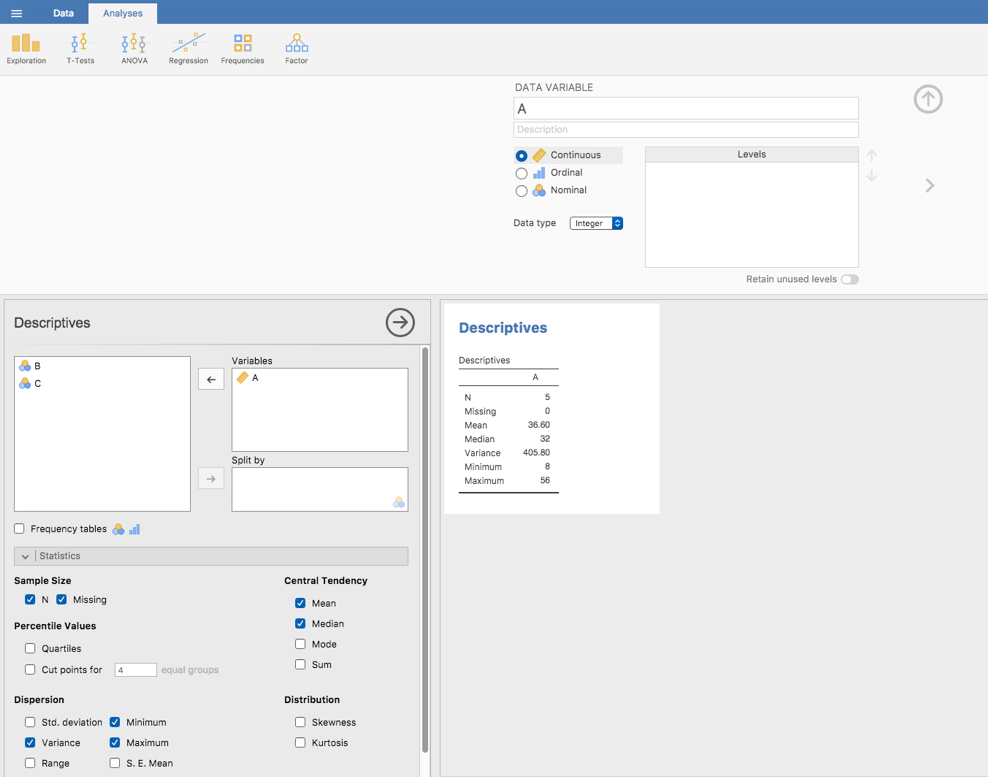 Data Analyses
Exploration T-Tests ANOVA Regression Frequencies Factor
DATA VARIABLE
A
Description
Continuous
Ordinal
Nominal
Levels
Data type Integer
Retain unused levels
Descriptives
B
C
Variables
A
Split by
Frequency tables
Statistics
Sample Size
N Missing
Percentile Values
Quartiles
Cut points for 4 equal groups
Central Tendency
Mean
Median
Mode
Sum
Dispersion
Std. deviation Minimum
Variance Maximum
Range S. E. Mean
Distribution
Skewness
Kurtosis
Descriptives
Descriptives
A
N 5
Missing 0
Mean 36.60
Median 32
Variance 405.80
Minimum 8
Maximum 56